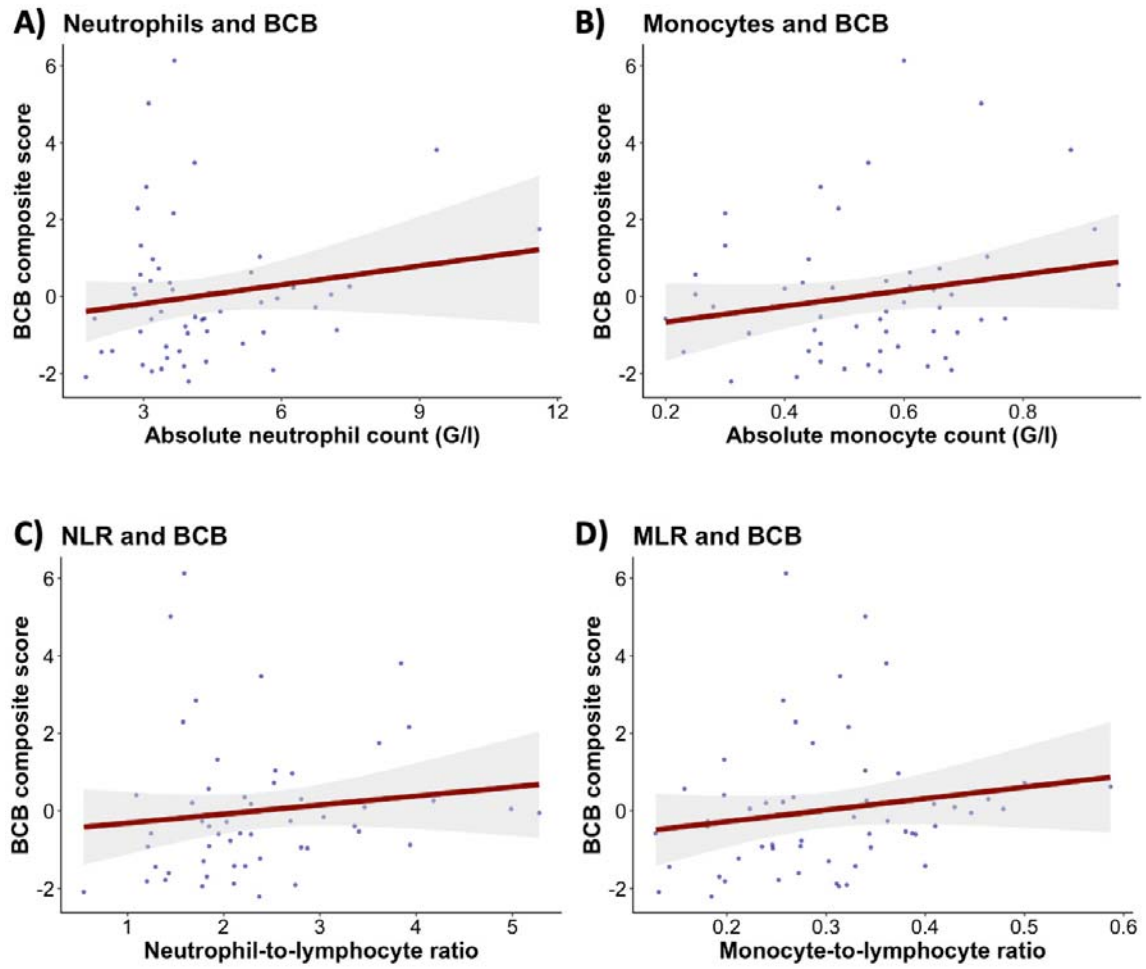 A) Neutrophils and BCB
BCB composite score
6
4
2
0
-2
3 6 9 12
Absolute neutrophil count (G/l)
B) Monocytes and BCB
BCB composite score
6
4
2
0
-2
0.2 0.4 0.6 0.8
Absolute monocyte count (G/l)
C) NLR and BCB
BCB composite score
6
4
2
0
-2
1 2 3 4 5
Neutrophil-to-lymphocyte ratio
D) MLR and BCB
BCB composite score
6
4
2
0
-2
0.2 0.3 0.4 0.5 0.6
Monocyte-to-lymphocyte ratio